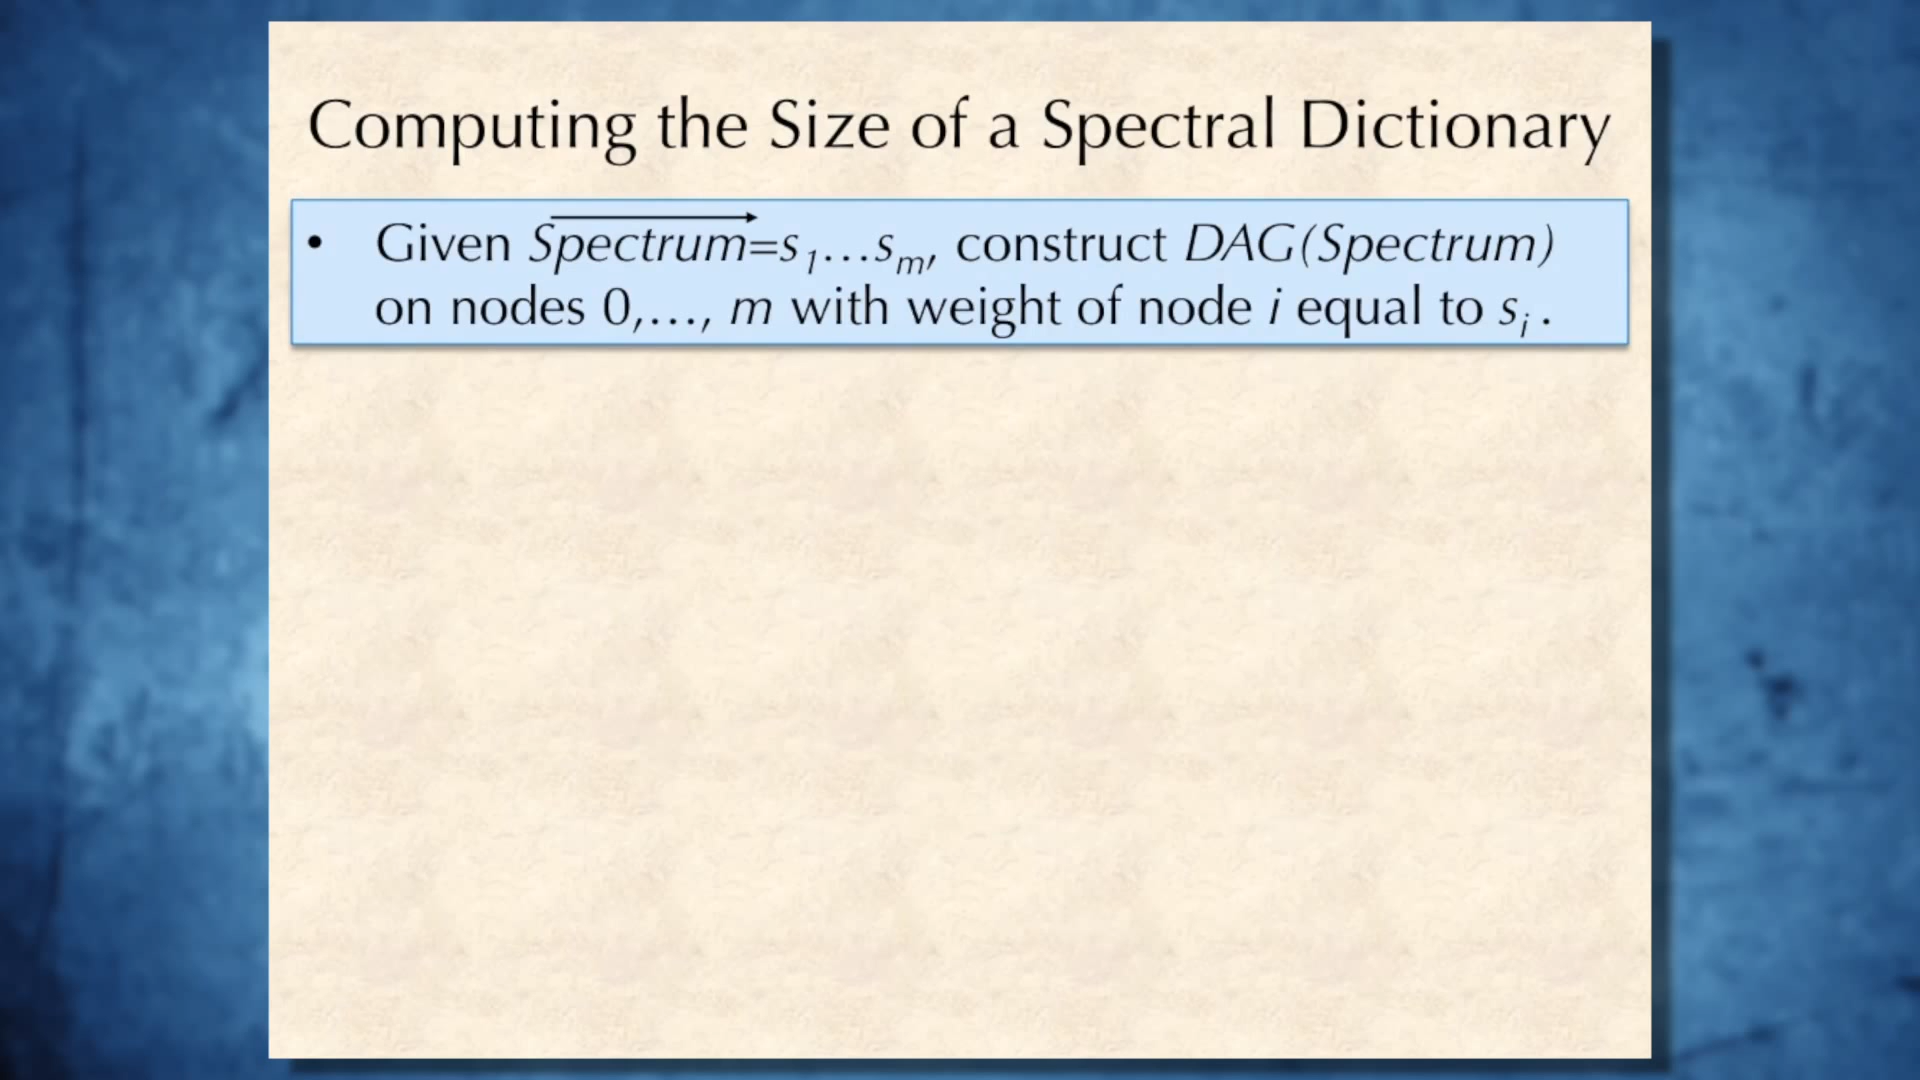 Computing the Size of a Spectral Dictionary
• Given Spectrum=s₁…sₘ, construct DAG(Spectrum)
on nodes 0,…, m with weight of node i equal to sᵢ .